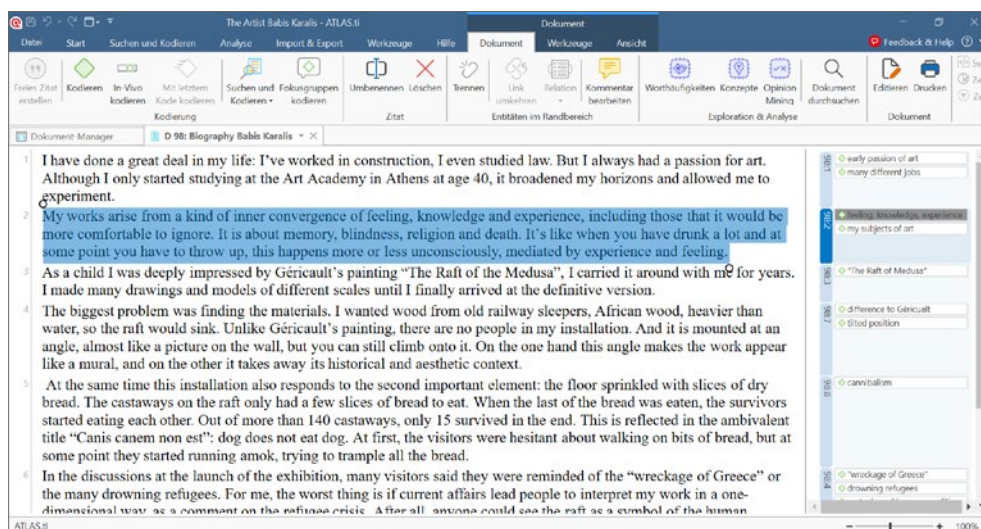 The Artist Babis Karalis - ATLAS.ti
Dokument
Datei Start Suchen und Kodieren Analyse Import & Export Werkzeuge Hilfe Dokument Werkzeuge Ansicht Feedback & Help
Freies Zitat erstellen
Kodieren
In-Vivo kodieren
Mit letztem Kode kodieren
Suchen und Kodieren
Fokusgruppen kodieren
Umbenennen
Löschen
Trennen
Link umkehren
Relation
Kommentar bearbeiten
Worthäufigkeiten
Konzepte
Opinion Mining
Dokument durchsuchen
Editieren
Drucken
Kodierung
Zitat
Entitäten im Randbereich
Exploration & Analyse
Dokument
Dokument-Manager
D 98: Biography Babis Karalis
1 I have done a great deal in my life: I’ve worked in construction, I even studied law. But I always had a passion for art.
Although I only started studying at the Art Academy in Athens at age 40, it broadened my horizons and allowed me to
experiment.
2 My works arise from a kind of inner convergence of feeling, knowledge and experience, including those that it would be
more comfortable to ignore. It is about memory, blindness, religion and death. It’s like when you have drunk a lot and at
some point you have to throw up, this happens more or less unconsciously, mediated by experience and feeling.
3 As a child I was deeply impressed by Géricault’s painting “The Raft of the Medusa”, I carried it around with me for years.
I made many drawings and models of different scales until I finally arrived at the definitive version.
4 The biggest problem was finding the materials. I wanted wood from old railway sleepers, African wood, heavier than
water, so the raft would sink. Unlike Géricault’s painting, there are no people in my installation. And it is mounted at an
angle, almost like a picture on the wall, but you can still climb onto it. On the one hand this angle makes the work appear
like a mural, and on the other it takes away its historical and aesthetic context.
5 At the same time this installation also responds to the second important element: the floor sprinkled with slices of dry
bread. The castaways on the raft only had a few slices of bread to eat. When the last of the bread was eaten, the survivors
started eating each other. Out of more than 140 castaways, only 15 survived in the end. This is reflected in the ambivalent
title “Canis canem non est”: dog does not eat dog. At first, the visitors were hesitant about walking on bits of bread, but at
some point they started running amok, trying to trample all the bread.
6 In the discussions at the launch of the exhibition, many visitors said they were reminded of the “wreckage of Greece” or
the many drowning refugees. For me, the worst thing is if current affairs lead people to interpret my work in a one-
dimensional way, as a comment on the refugee crisis. After all, anyone could see the raft as a symbol of the human
98:1
early passion of art
many different jobs
98:2
feeling, knowledge, experience
my subjects of art
98:3
"The Raft of Medusa"
98:7
difference to Géricualt
tilted position
98:8
cannibalism
98:4
"wreckage of Greece"
drowning refugees
ATLAS.ti
100%